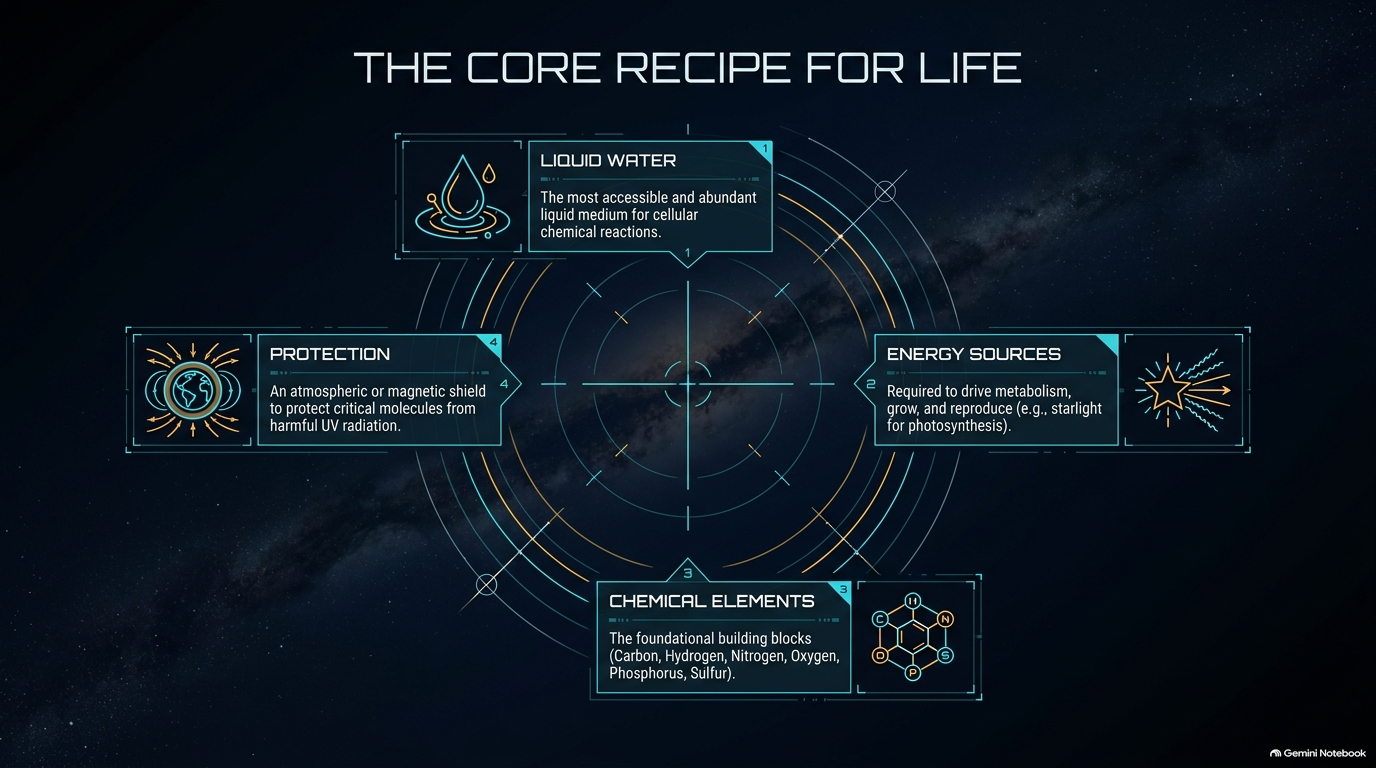 THE CORE RECIPE FOR LIFE
1
LIQUID WATER
The most accessible and abundant
liquid medium for cellular
chemical reactions.
1
4
PROTECTION
An atmospheric or magnetic shield
to protect critical molecules from
harmful UV radiation.
4
2
ENERGY SOURCES
Required to drive metabolism,
grow, and reproduce (e.g., starlight
for photosynthesis).
3
3
CHEMICAL ELEMENTS
The foundational building blocks
(Carbon, Hydrogen, Nitrogen, Oxygen,
Phosphorus, Sulfur).
H
C
N
O
S
P
Gemini Notebook